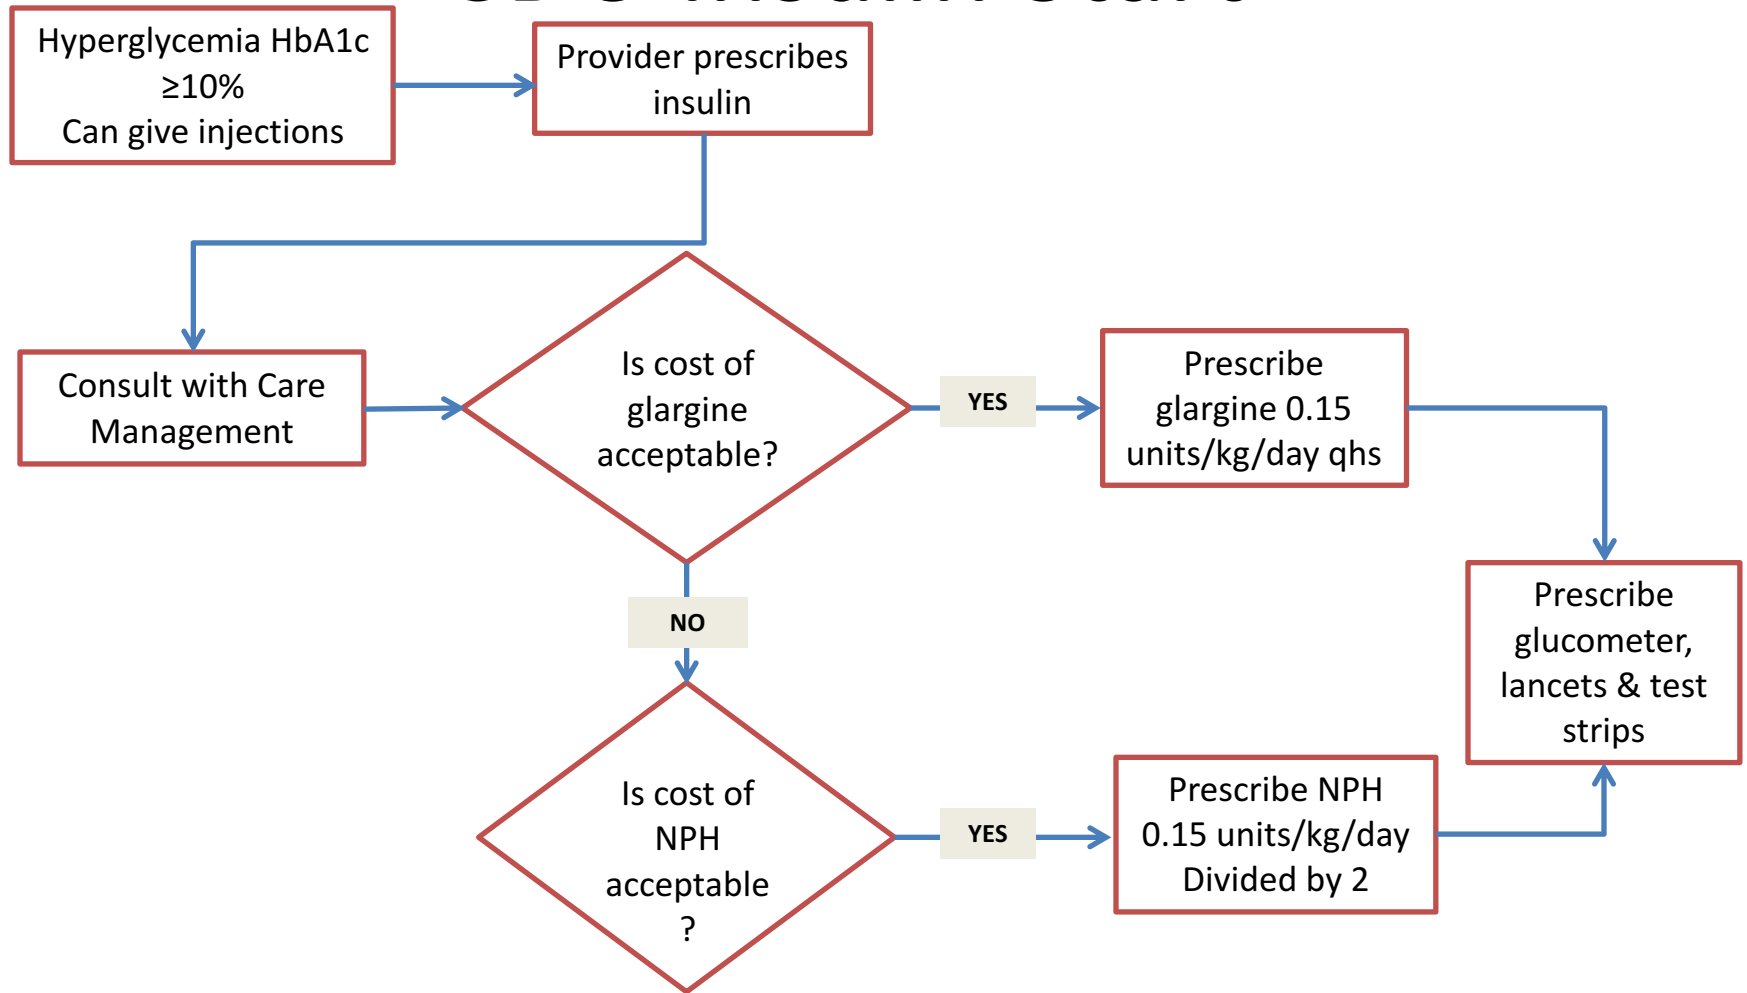 Hyperglycemia HbA1c
≥10%
Can give injections
Provider prescribes
insulin
Consult with Care
Management
Is cost of
glargine
acceptable?
YES
Prescribe
glargine 0.15
units/kg/day qhs
NO
Is cost of
NPH
acceptable
?
YES
Prescribe NPH
0.15 units/kg/day
Divided by 2
Prescribe
glucometer,
lancets & test
strips